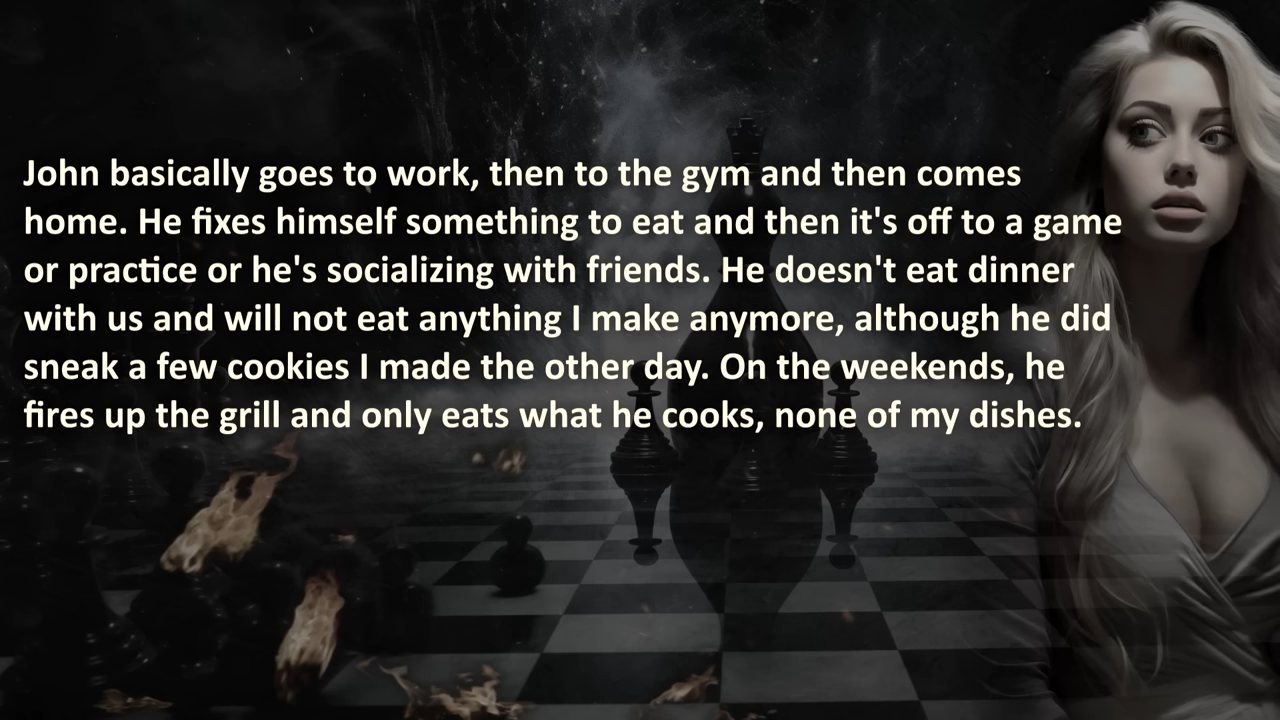 John basically goes to work, then to the gym and then comes
home. He fixes himself something to eat and then it's off to a game
or practice or he's socializing with friends. He doesn't eat dinner
with us and will not eat anything I make anymore, although he did
sneak a few cookies I made the other day. On the weekends, he
fires up the grill and only eats what he cooks, none of my dishes.